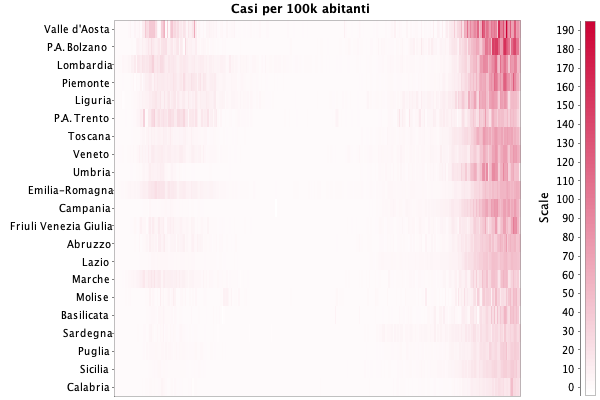 Casi per 100k abitanti
Valle d'Aosta
P.A. Bolzano
Lombardia
Piemonte
Liguria
P.A. Trento
Toscana
Veneto
Umbria
Emilia-Romagna
Campania
Friuli Venezia Giulia
Abruzzo
Lazio
Marche
Molise
Basilicata
Sardegna
Puglia
Sicilia
Calabria
Scale
190
180
170
160
150
140
130
120
110
100
90
80
70
60
50
40
30
20
10
0